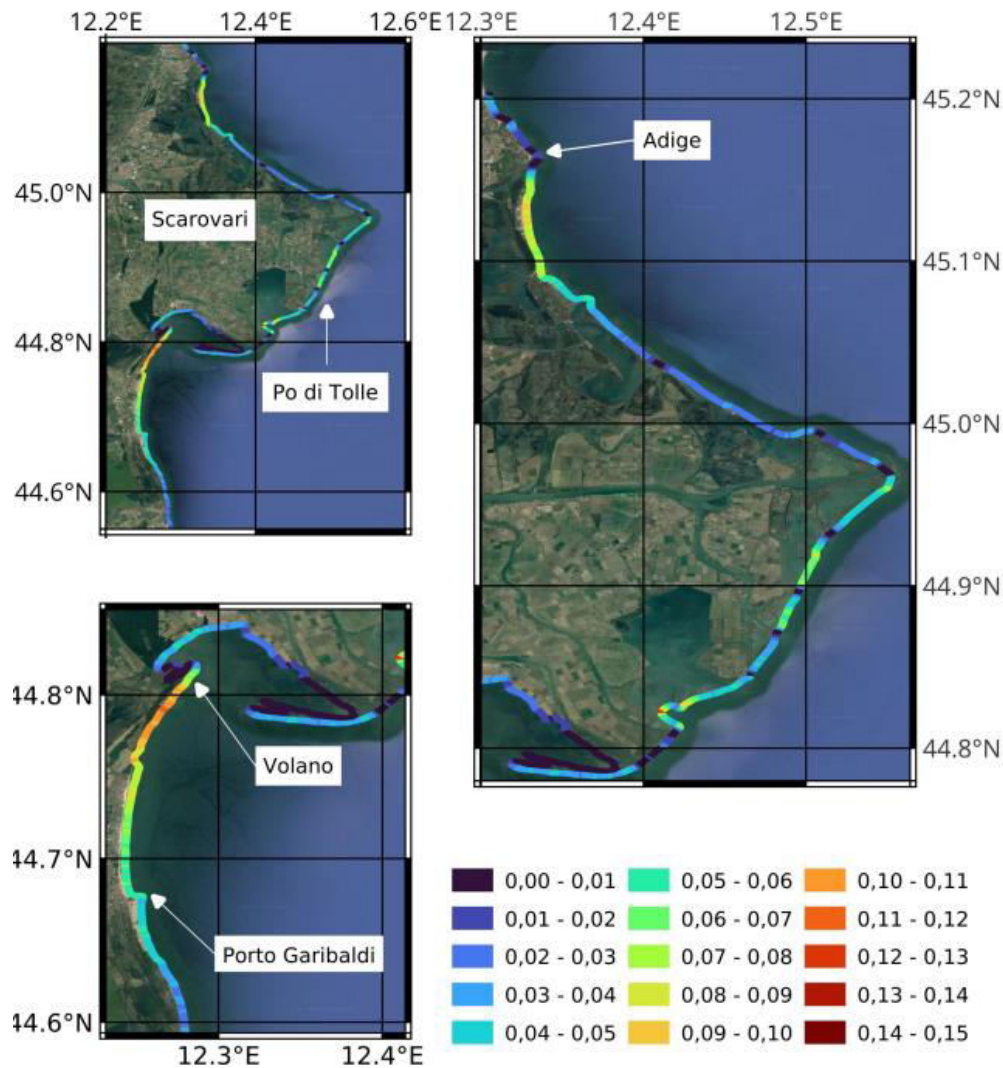 12.2°E 12.4°E 12.6°E
12.3°E 12.4°E 12.5°E
45.2°N
Adige
45.0°N
Scarovari
45.1°N
44.8°N
Po di Tolle
45.0°N
44.6°N
44.9°N
44.8°N
44.8°N
Volano
44.7°N
0,00 - 0,01 0,05 - 0,06 0,10 - 0,11
0,01 - 0,02 0,06 - 0,07 0,11 - 0,12
0,02 - 0,03 0,07 - 0,08 0,12 - 0,13
0,03 - 0,04 0,08 - 0,09 0,13 - 0,14
0,04 - 0,05 0,09 - 0,10 0,14 - 0,15
Porto Garibaldi
44.6°N
12.3°E 12.4°E